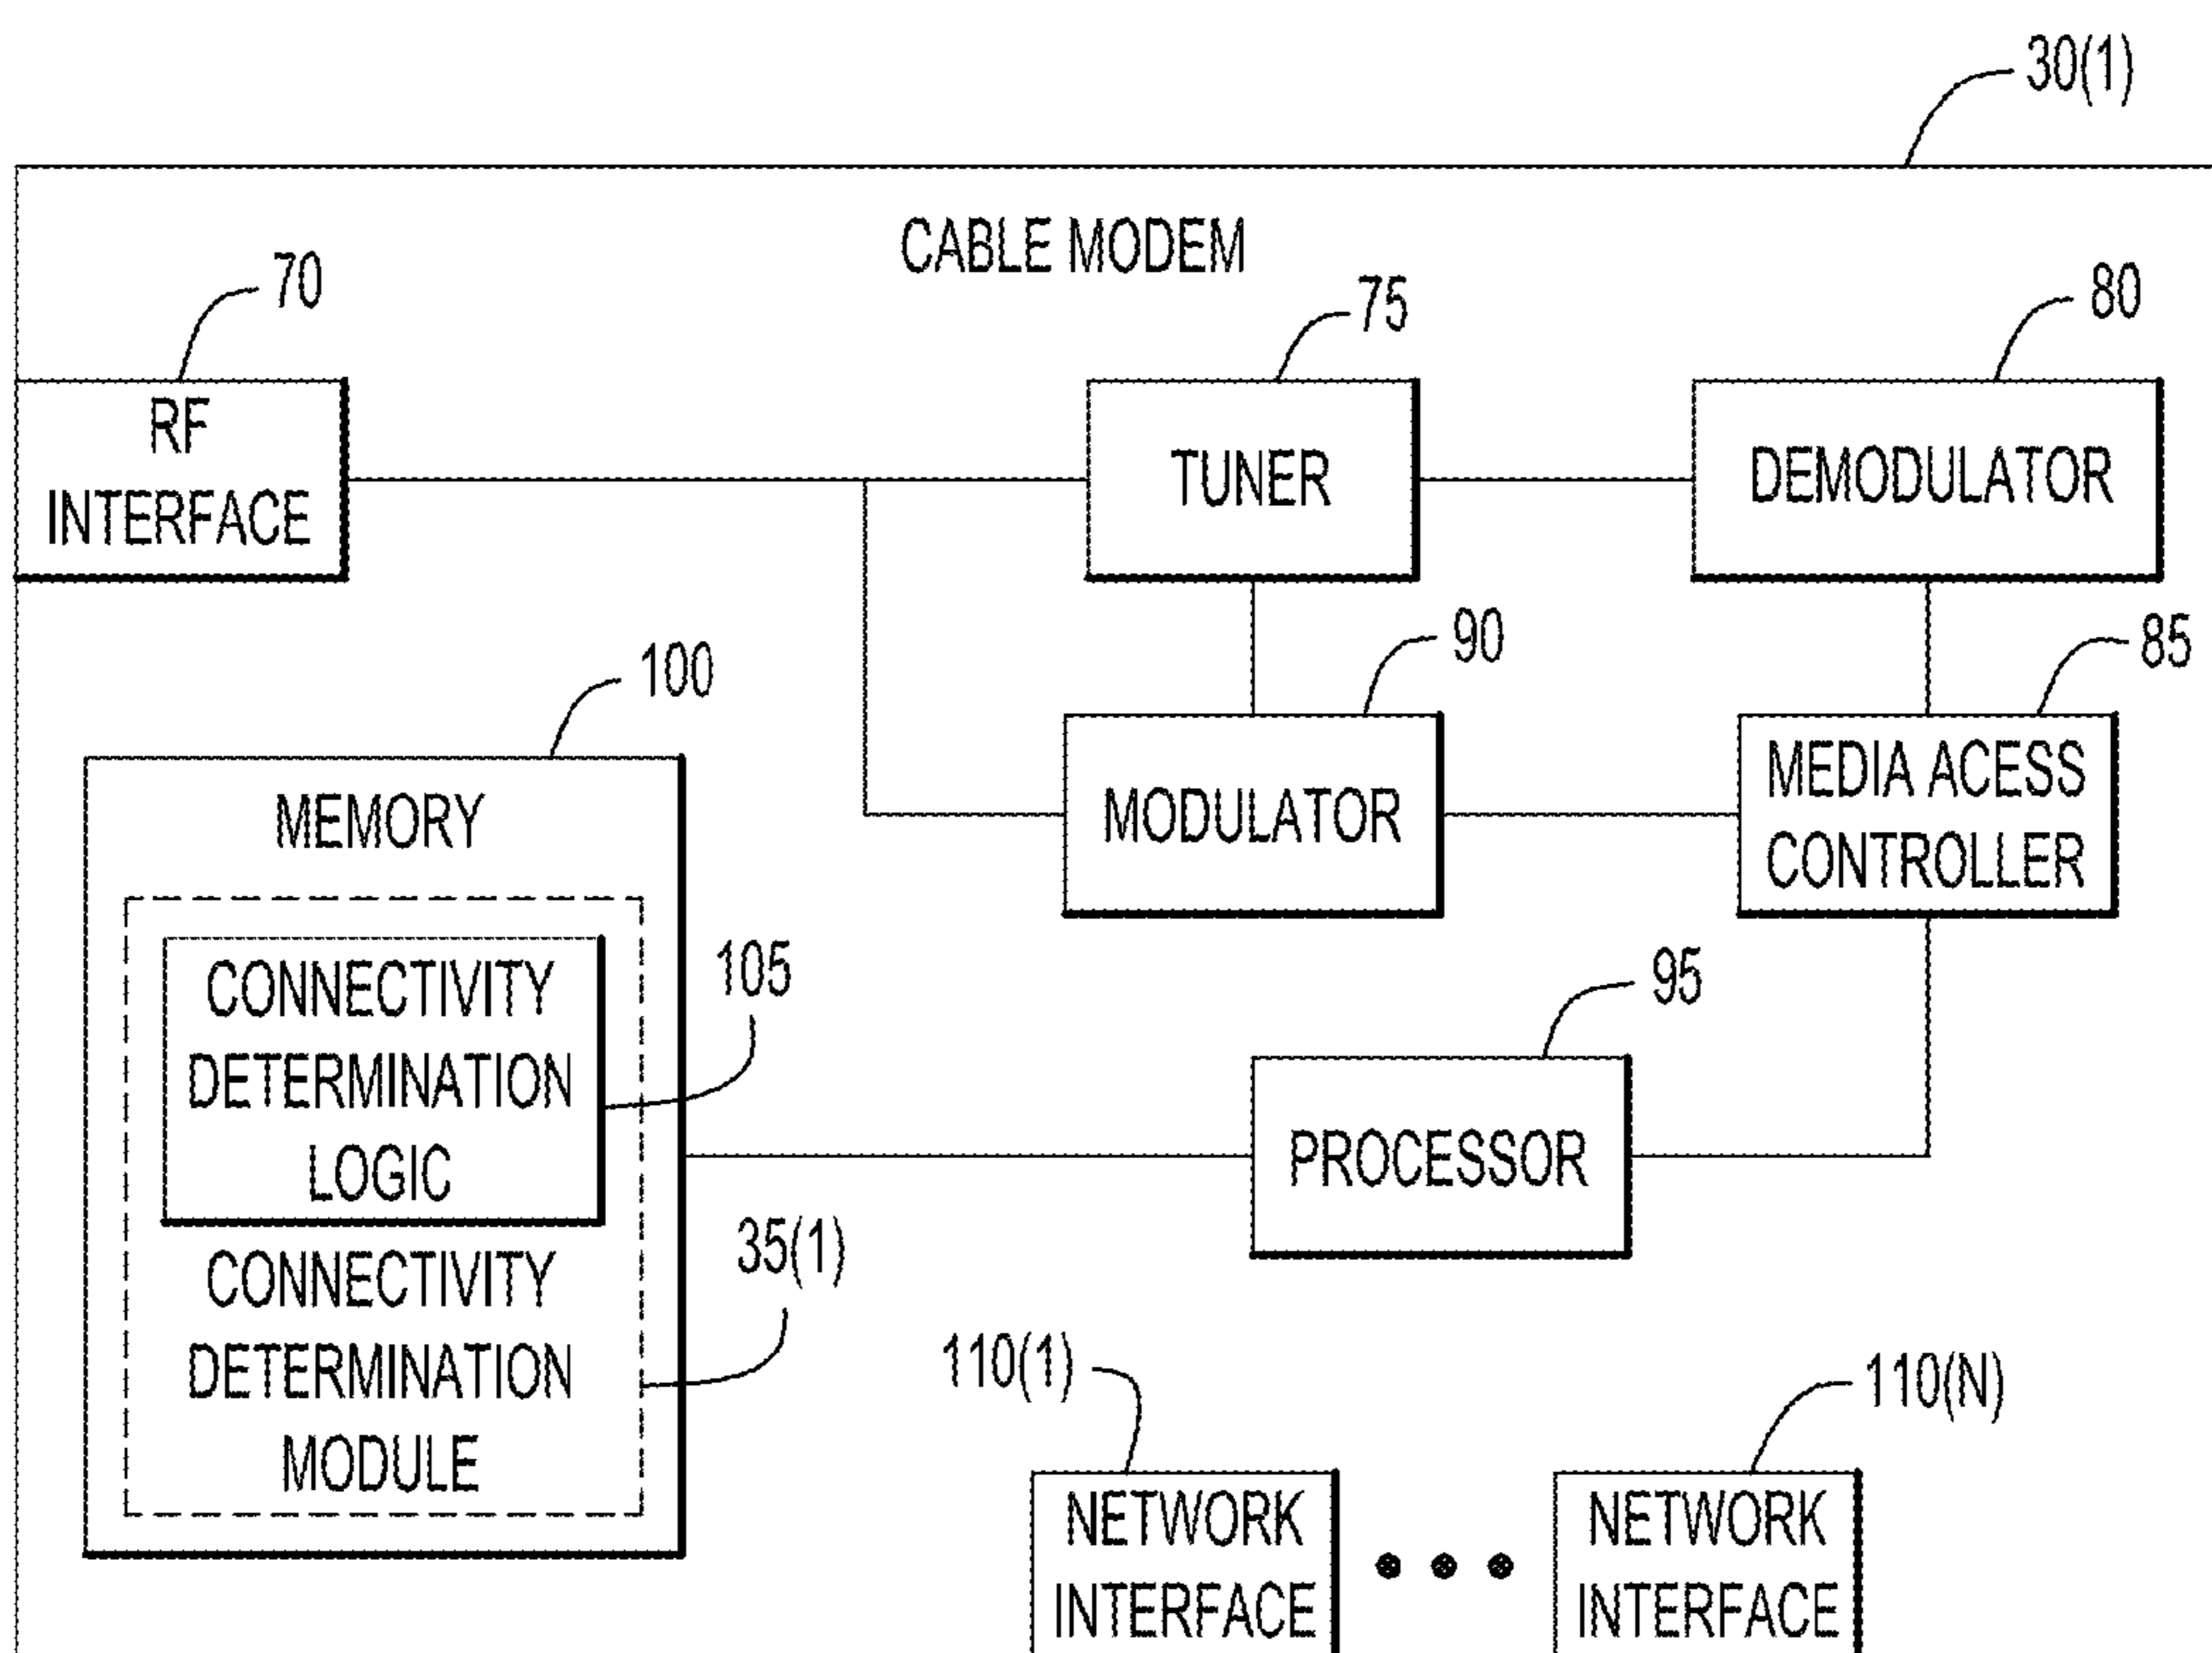 30(1)
CABLE MODEM
70
75
80
RF
INTERFACE
TUNER
DEMODULATOR
90
85
100
MEMORY
MODULATOR
MEDIA ACESS
CONTROLLER
105
95
CONNECTIVITY
DETERMINATION
LOGIC
PROCESSOR
35(1)
CONNECTIVITY
DETERMINATION
MODULE
110(1)
110(N)
NETWORK
INTERFACE
NETWORK
INTERFACE